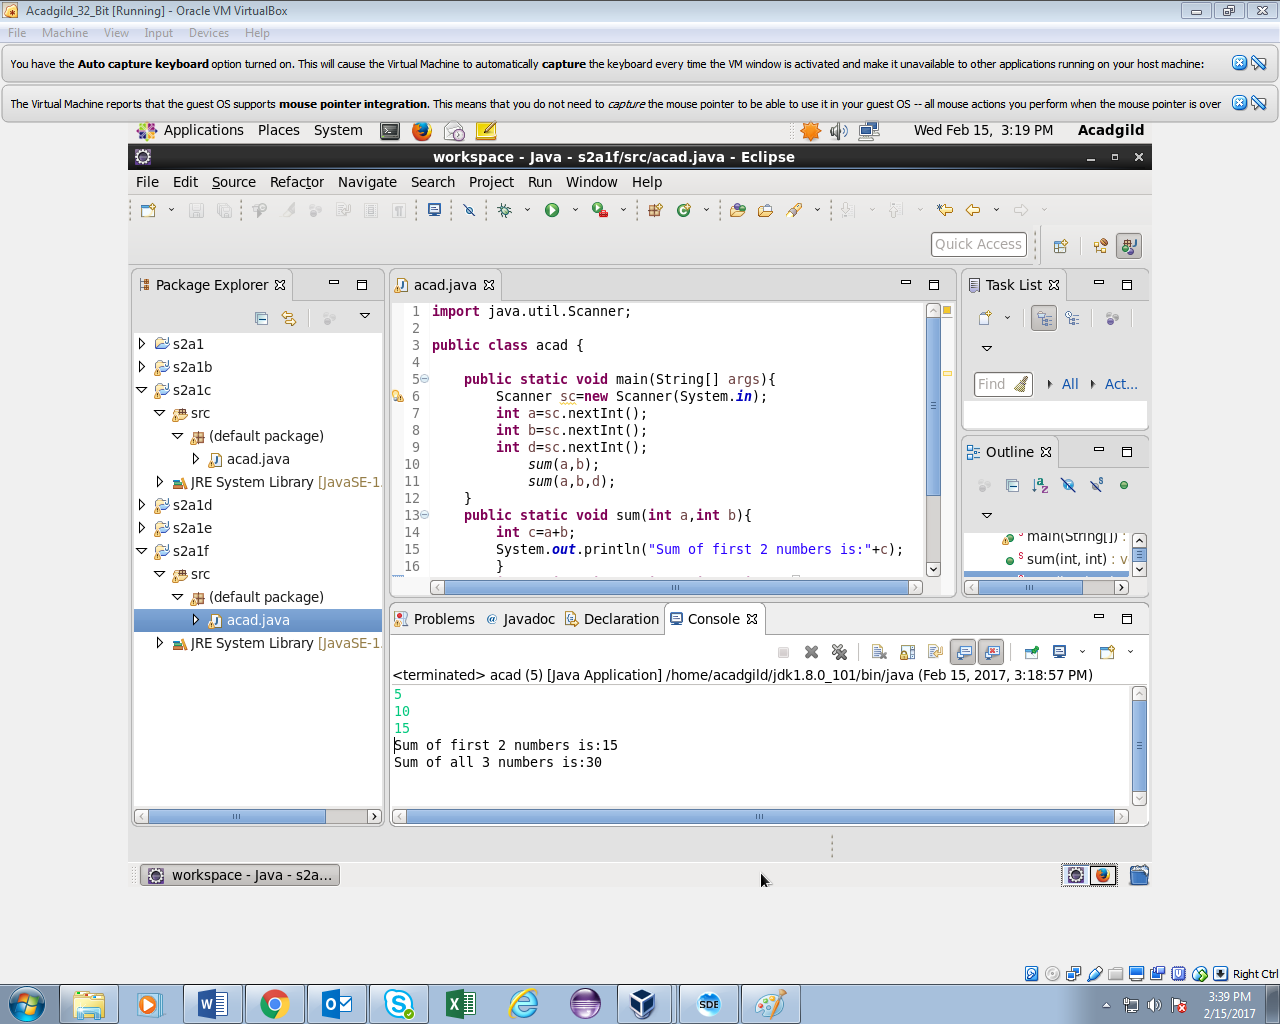 Acadgild_32_Bit [Running] - Oracle VM VirtualBox
File Machine View Input Devices Help
You have the Auto capture keyboard option turned on. This will cause the Virtual Machine to automatically capture the keyboard every time the VM window is activated and make it unavailable to other applications running on your host machine:
The Virtual Machine reports that the guest OS supports mouse pointer integration. This means that you do not need to capture the mouse pointer to be able to use it in your guest OS -- all mouse actions you perform when the mouse pointer is over
Applications Places System Wed Feb 15, 3:19 PM Acadgild
workspace - Java - s2a1f/src/acad.java - Eclipse
File Edit Source Refactor Navigate Search Project Run Window Help
Quick Access
Package Explorer
s2a1
s2a1b
s2a1c
src
(default package)
acad.java
JRE System Library [JavaSE-1.
s2a1d
s2a1e
s2a1f
src
(default package)
acad.java
JRE System Library [JavaSE-1.
acad.java
1 import java.util.Scanner;
2
3 public class acad {
4
5 public static void main(String[] args){
6 Scanner sc=new Scanner(System.in);
7 int a=sc.nextInt();
8 int b=sc.nextInt();
9 int d=sc.nextInt();
10 sum(a,b);
11 sum(a,b,d);
12 }
13 public static void sum(int a,int b){
14 int c=a+b;
15 System.out.println("Sum of first 2 numbers is:"+c);
16 }
Task List
Find All Act...
Outline
main(String[]) :
sum(int, int) : v
Problems @ Javadoc Declaration Console
<terminated> acad (5) [Java Application] /home/acadgild/jdk1.8.0_101/bin/java (Feb 15, 2017, 3:18:57 PM)
5
10
15
Sum of first 2 numbers is:15
Sum of all 3 numbers is:30
workspace - Java - s2a...
Right Ctrl
SDE
3:39 PM
2/15/2017